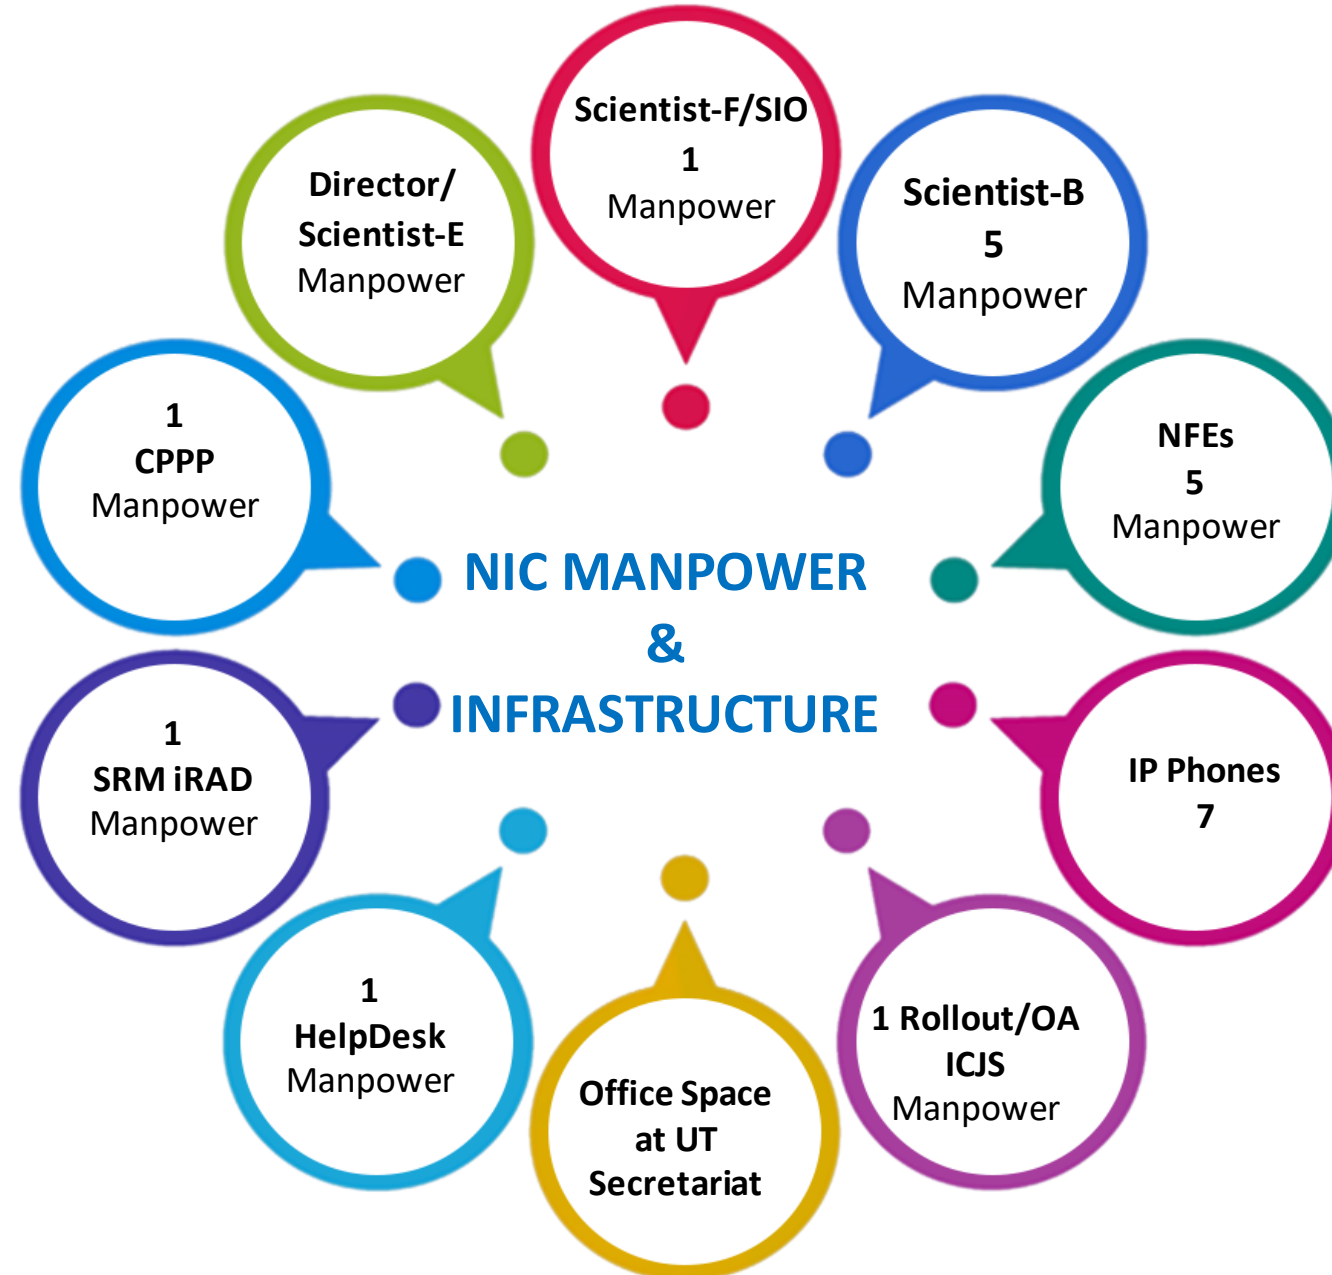 Scientist-F/SIO
1
Manpower
Director/
Scientist-E
Manpower
Scientist-B
5
Manpower
1
CPPP
Manpower
NFEs
5
Manpower
NIC MANPOWER
&
INFRASTRUCTURE
1
SRM iRAD
Manpower
IP Phones
7
1
HelpDesk
Manpower
Office Space
at UT
Secretariat
1 Rollout/OA
ICJS
Manpower